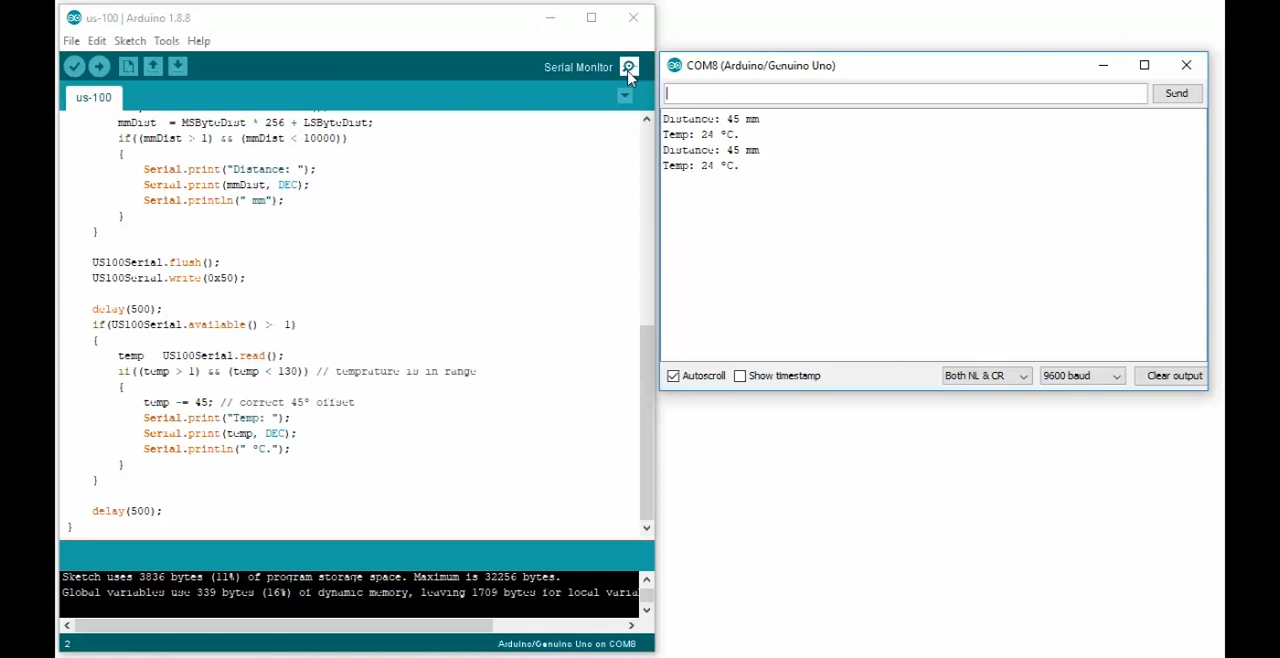 us-100 | Arduino 1.8.8
File Edit Sketch Tools Help
Serial Monitor
us-100
mmDist = MSByteDist * 256 + LSByteDist;
if((mmDist > 1) && (mmDist < 10000))
{
Serial.print("Distance: ");
Serial.print(mmDist, DEC);
Serial.println(" mm");
}
}
US100Serial.flush();
US100Serial.write(0x50);
delay(500);
if(US100Serial.available() > 1)
{
temp US100Serial.read();
if((temp > 1) && (temp < 130)) // temprature is in range
{
temp -= 45; // correct 45° offset
Serial.print("Temp: ");
Serial.print(temp, DEC);
Serial.println(" °C.");
}
}
delay(500);
}
Sketch uses 3836 bytes (11%) of program storage space. Maximum is 32256 bytes.
Global variables use 339 bytes (16%) of dynamic memory, leaving 1709 bytes for local varia
2
Arduino/Genuino Uno on COM8
COM8 (Arduino/Genuino Uno)
Send
Distance: 45 mm
Temp: 24 °C.
Distance: 45 mm
Temp: 24 °C.
Autoscroll Show timestamp Both NL & CR 9600 baud Clear output